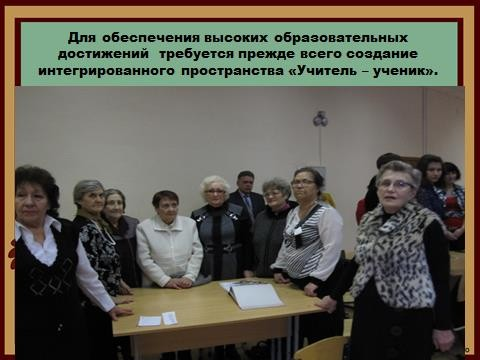 Для обеспечения высоких образовательных
достижений требуется прежде всего создание
интегрированного пространства «Учитель – ученик».